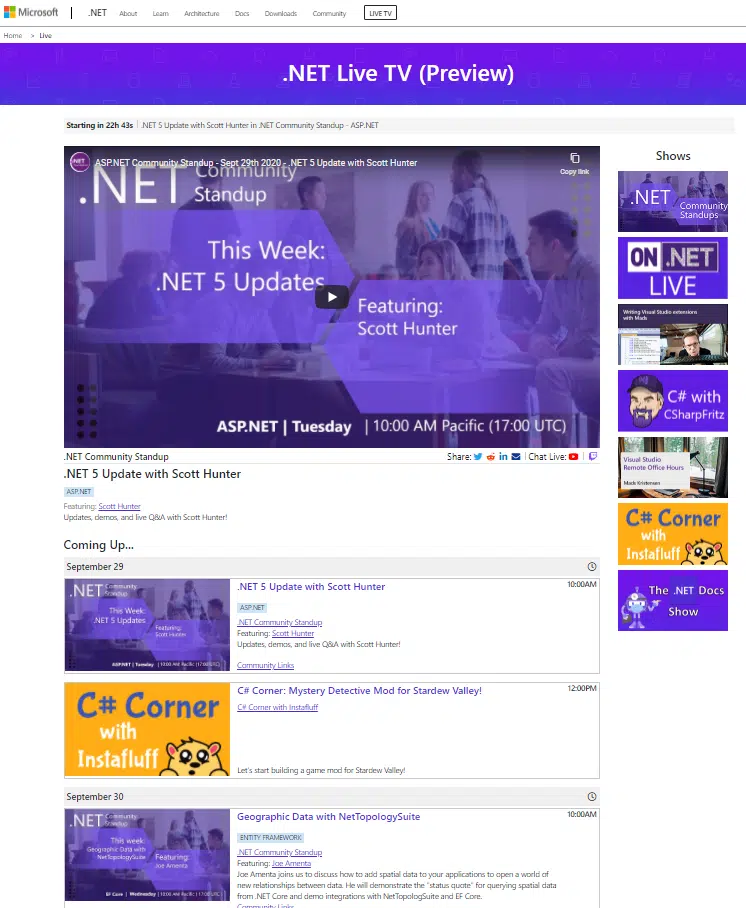 Microsoft
.NET About Learn Architecture Docs Downloads Community LIVE TV
Home > Live
.NET Live TV (Preview)
Starting in 22h 43s .NET 5 Update with Scott Hunter in .NET Community Standup - ASP.NET
ASP.NET Community Standup - Sept 29th 2020 - .NET 5 Update with Scott Hunter
Copy link
.NET Community
Standup
This Week:
.NET 5 Updates
Featuring:
Scott Hunter
ASP.NET | Tuesday | 10:00 AM Pacific (17:00 UTC)
.NET Community Standup
Share: Chat Live:
.NET 5 Update with Scott Hunter
ASP.NET
Featuring: Scott Hunter
Updates, demos, and live Q&A with Scott Hunter!
Coming Up...
September 29
.NET Community
Standup
This Week:
.NET 5 Updates
Featuring:
Scott Hunter
ASP.NET | Tuesday | 10:00 AM Pacific (17:00 UTC)
.NET 5 Update with Scott Hunter
10:00AM
ASP.NET
.NET Community Standup
Featuring: Scott Hunter
Updates, demos, and live Q&A with Scott Hunter!
Community Links
C# Corner
with
Instafluff
C# Corner: Mystery Detective Mod for Stardew Valley!
12:00PM
C# Corner with Instafluff
Let's start building a game mod for Stardew Valley!
September 30
.NET Community
Standup
This week:
Geographic Data with
NetTopologySuite
Featuring:
Joe Amenta
EF Core | Wednesday | 10:00 AM Pacific (17:00 UTC)
Geographic Data with NetTopologySuite
10:00AM
ENTITY FRAMEWORK
.NET Community Standup
Featuring: Joe Amenta
Joe Amenta joins us to discuss how to add spatial data to your applications to open a world of
new relationships between data. He will demonstrate the "status quote" for querying spatial data
from .NET Core and demo integrations with NetTopologSuite and EF Core.
Community Links
Shows
.NET Community
Standups
ON .NET
LIVE
Writing Visual Studio extensions
with Mads
C# with
CSharpFritz
Visual Studio
Remote Office Hours
Mads Kristensen
C# Corner
with
Instafluff
The .NET Docs
Show